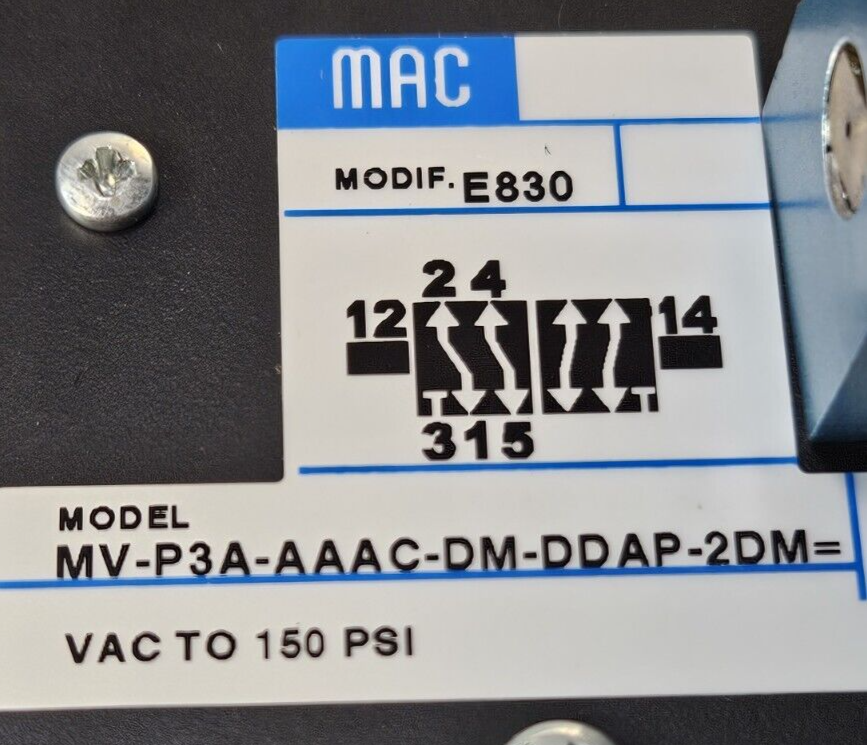 MAC
MODIF. E830
2 4
12 14
3 1 5
MODEL
MV-P3A-AAAC-DM-DDAP-2DM=
VAC TO 150 PSI